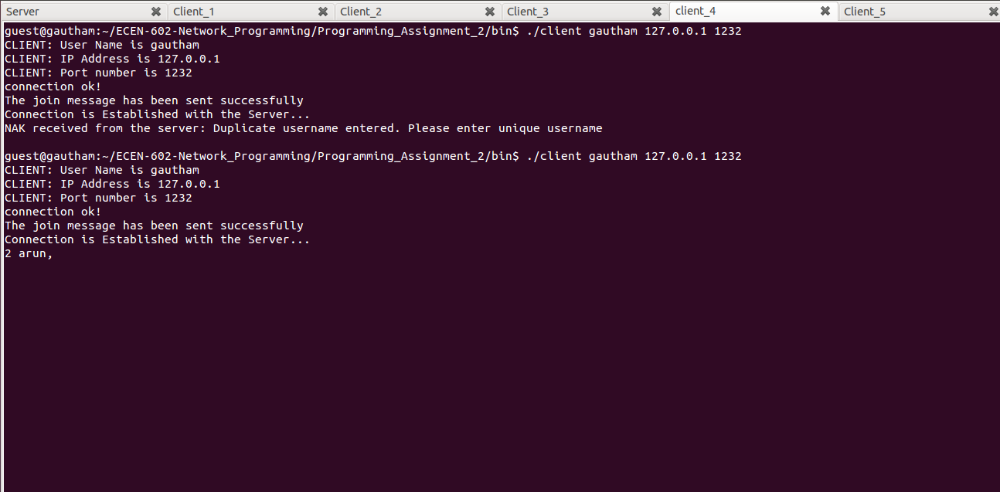 Server Client_1 Client_2 Client_3 client_4 Client_5
guest@gautham:~/ECEN-602-Network_Programming/Programming_Assignment_2/bin$ ./client gautham 127.0.0.1 1232
CLIENT: User Name is gautham
CLIENT: IP Address is 127.0.0.1
CLIENT: Port number is 1232
connection ok!
The join message has been sent successfully
Connection is Established with the Server...
NAK received from the server: Duplicate username entered. Please enter unique username
guest@gautham:~/ECEN-602-Network_Programming/Programming_Assignment_2/bin$ ./client gautham 127.0.0.1 1232
CLIENT: User Name is gautham
CLIENT: IP Address is 127.0.0.1
CLIENT: Port number is 1232
connection ok!
The join message has been sent successfully
Connection is Established with the Server...
2 arun,